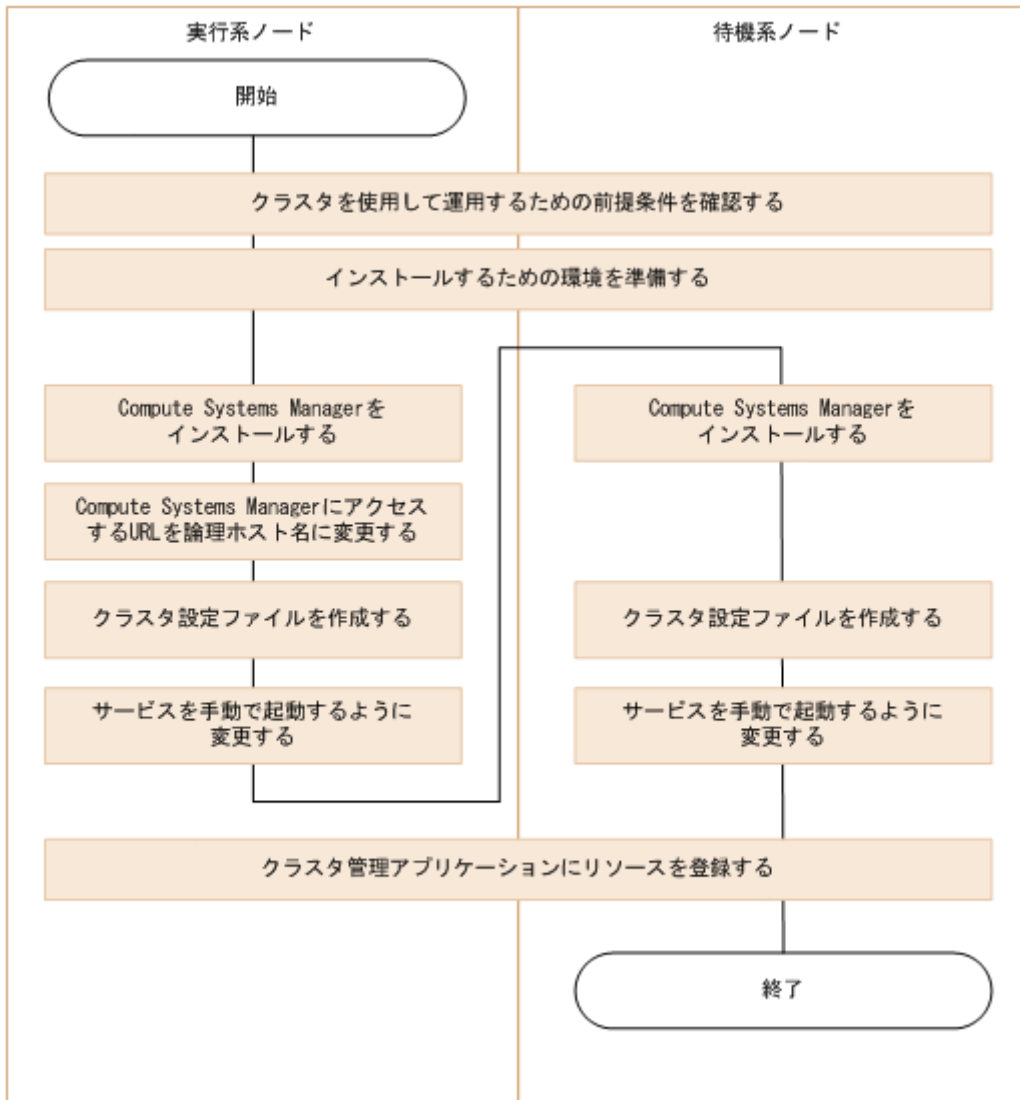 実行系ノード
待機系ノード
開始
クラスタを使用して運用するための前提条件を確認する
インストールするための環境を準備する
Compute Systems Managerを
インストールする
Compute Systems Managerにアクセス
するURLを論理ホスト名に変更する
クラスタ設定ファイルを作成する
サービスを手動で起動するように
変更する
Compute Systems Managerを
インストールする
クラスタ設定ファイルを作成する
サービスを手動で起動するように
変更する
クラスタ管理アプリケーションにリソースを登録する
終了